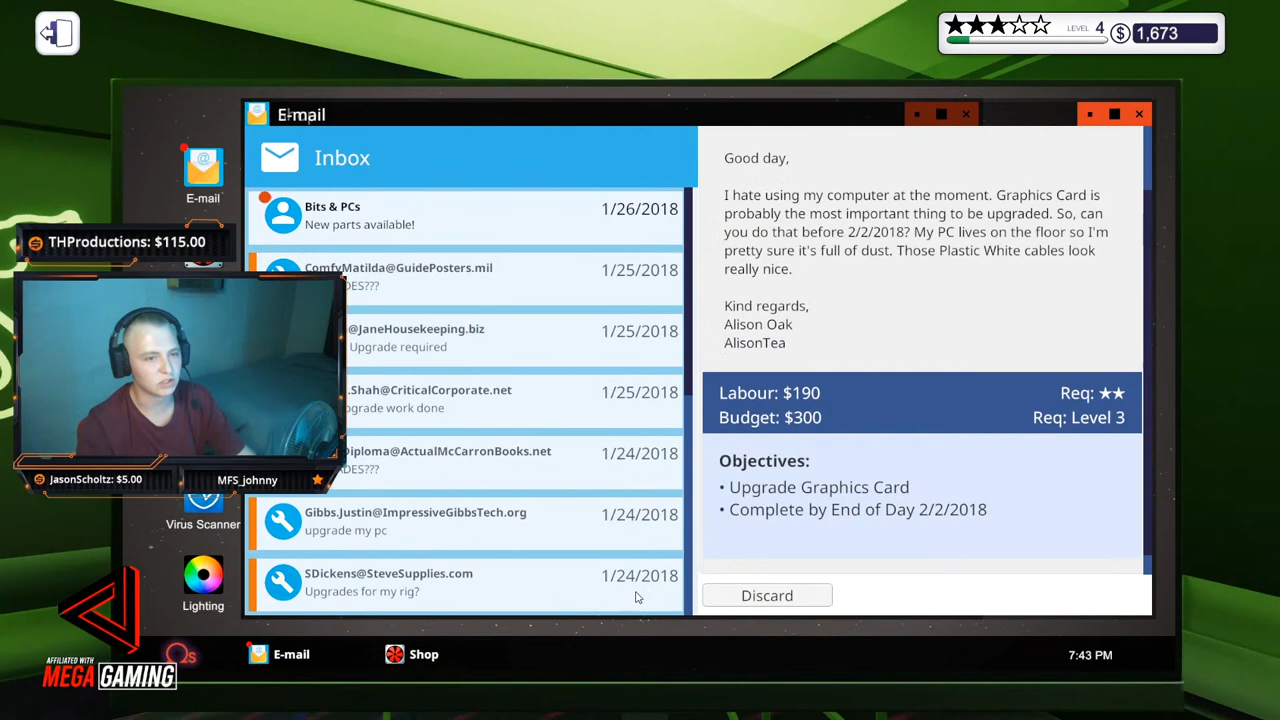 LEVEL 4 $ 1,673
E-mail
Inbox
Bits & PCs 1/26/2018
New parts available!
ComfyMatilda@GuidePosters.mil 1/25/2018
DES???
@JaneHousekeeping.biz 1/25/2018
Upgrade required
.Shah@CriticalCorporate.net 1/25/2018
pgrade work done
Diploma@ActualMcCarronBooks.net 1/24/2018
ADES???
Gibbs.Justin@ImpressiveGibbsTech.org 1/24/2018
upgrade my pc
SDickens@SteveSupplies.com 1/24/2018
Upgrades for my rig?
Good day,
I hate using my computer at the moment. Graphics Card is
probably the most important thing to be upgraded. So, can
you do that before 2/2/2018? My PC lives on the floor so I'm
pretty sure it's full of dust. Those Plastic White cables look
really nice.
Kind regards,
Alison Oak
AlisonTea
Labour: $190 Req: ★★
Budget: $300 Req: Level 3
Objectives:
• Upgrade Graphics Card
• Complete by End of Day 2/2/2018
Discard
E-mail
Virus Scanner
Lighting
THProductions: $115.00
JasonScholtz: $5.00 MFS_johnny
AFFILIATED WITH
MEGA GAMING
Os E-mail Shop 7:43 PM